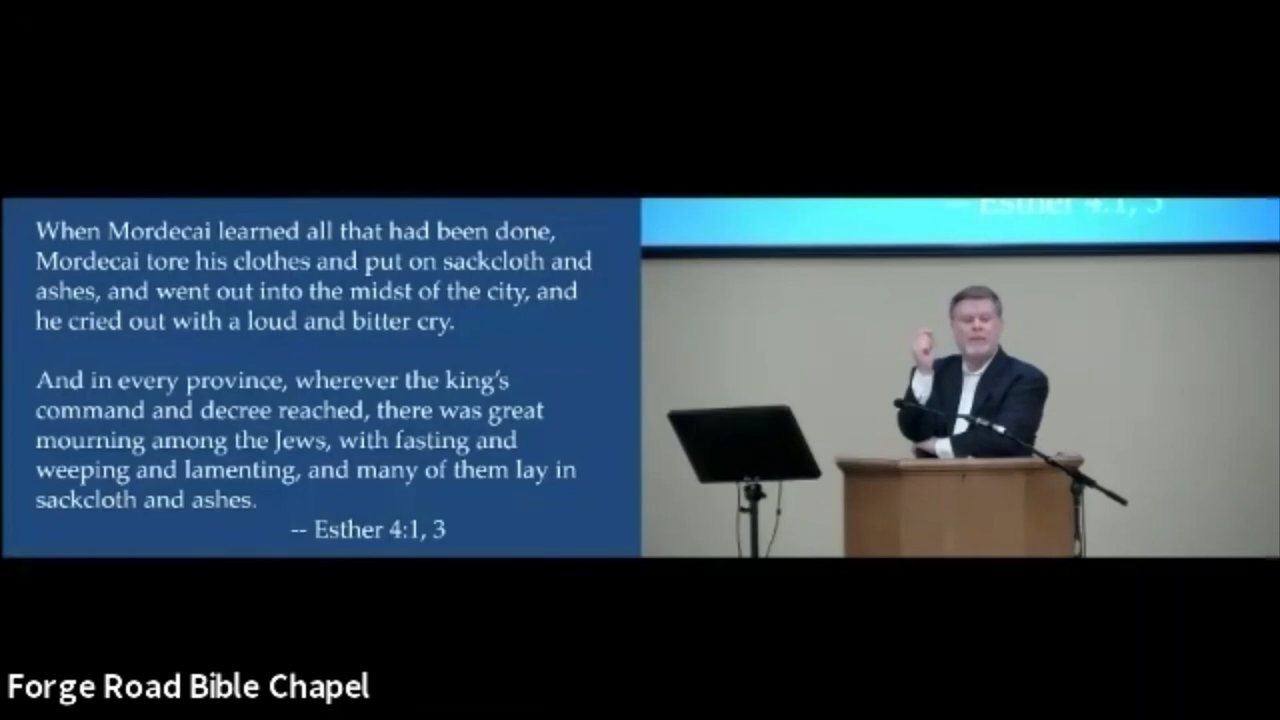 When Mordecai learned all that had been done,
Mordecai tore his clothes and put on sackcloth and
ashes, and went out into the midst of the city, and
he cried out with a loud and bitter cry.
And in every province, wherever the king's
command and decree reached, there was great
mourning among the Jews, with fasting and
weeping and lamenting, and many of them lay in
sackcloth and ashes.
-- Esther 4:1, 3
-- Esther 4:1, 3
Forge Road Bible Chapel